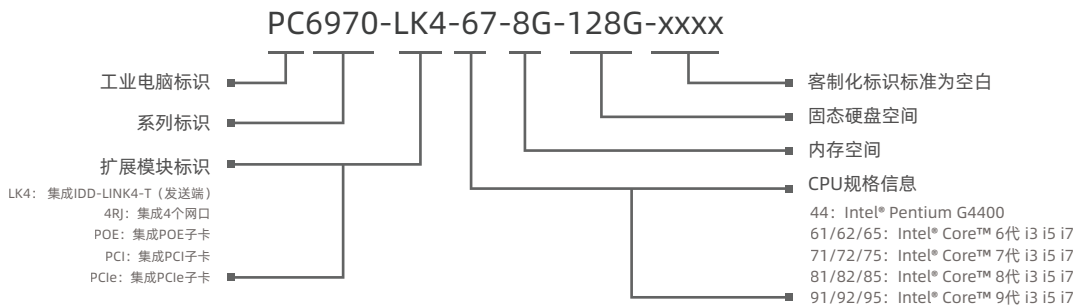 PC6970-LK4-67-8G-128G-xxxx
工业电脑标识
系列标识
扩展模块标识
LK4： 集成IDD-LINK4-T（发送端）
4RJ：集成4个网口
POE：集成POE子卡
PCI：集成PCI子卡
PCIe：集成PCIe子卡
客制化标识标准为空白
固态硬盘空间
内存空间
CPU规格信息
44：Intel® Pentium G4400
61/62/65：Intel® Core™ 6代 i3 i5 i7
71/72/75：Intel® Core™ 7代 i3 i5 i7
81/82/85：Intel® Core™ 8代 i3 i5 i7
91/92/95：Intel® Core™ 9代 i3 i5 i7